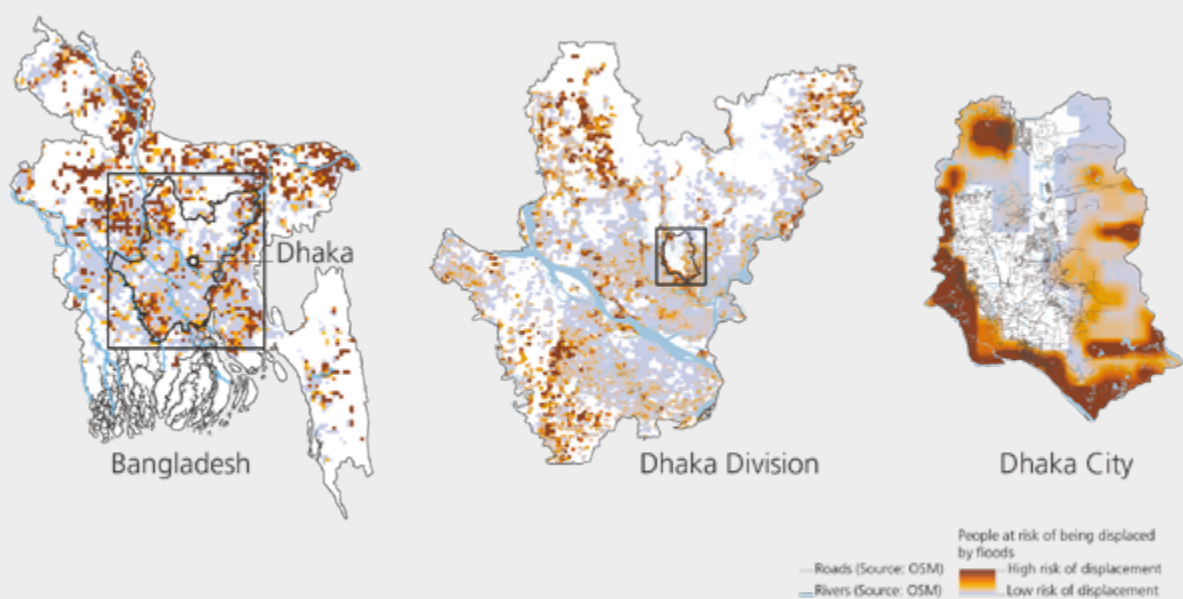 Dhaka
Bangladesh
Dhaka Division
Dhaka City
People at risk of being displaced
by floods
Roads (Source: OSM)
High risk of displacement
Rivers (Source: OSM)
Low risk of displacement